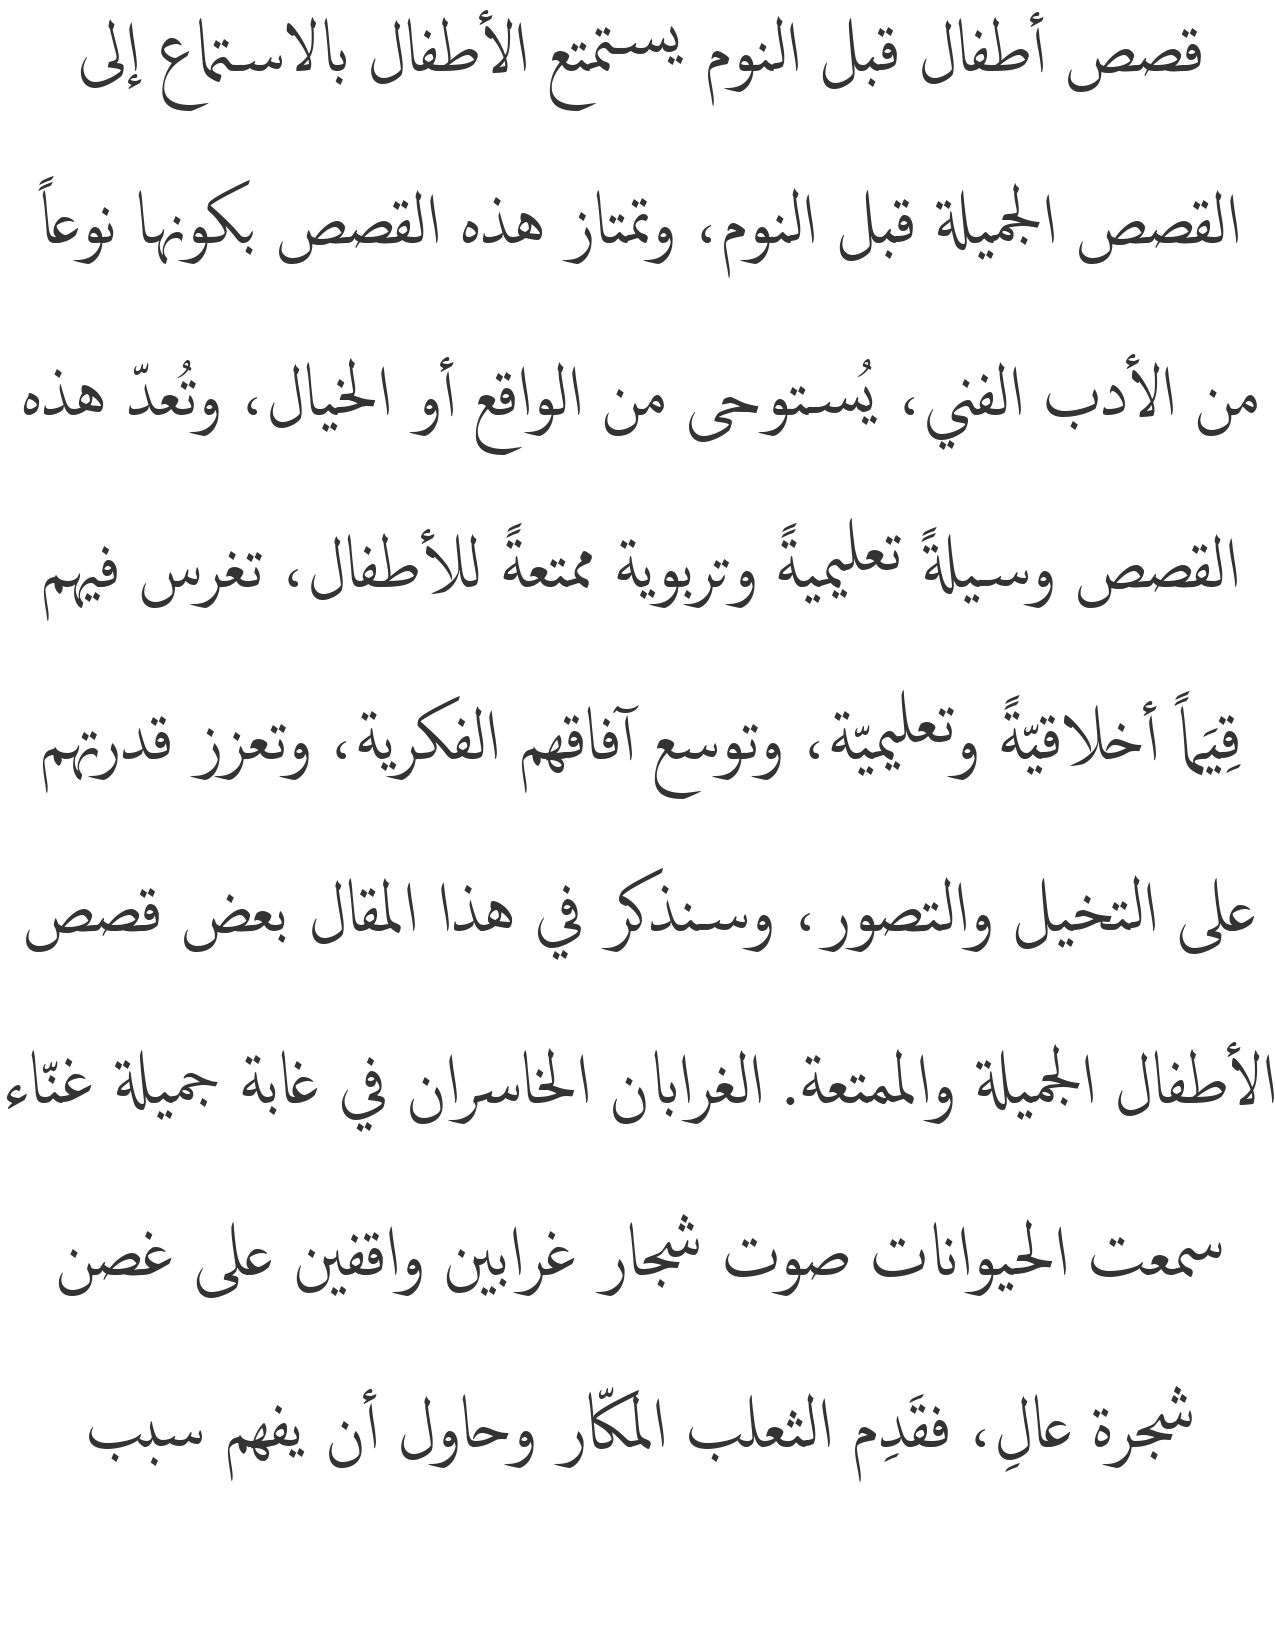 قصص أطفال قبل النوم يستمتع الأطفال بالاستماع إلى
القصص الجميلة قبل النوم، وتمتاز هذه القصص بكونها نوعاً
من الأدب الفني، يُستوحى من الواقع أو الخيال، وتُعدّ هذه
القصص وسيلةً تعليميةً وتربوية ممتعةً للأطفال، تغرس فيهم
قِيَماً أخلاقيّةً وتعليميّة، وتوسع آفاقهم الفكرية، وتعزز قدرتهم
على التخيل والتصور، وسنذكر في هذا المقال بعض قصص
الأطفال الجميلة والممتعة. الغرابان الخاسران في غابة جميلة غنّاء
سمعت الحيوانات صوت شجار غرابين واقفين على غصن
شجرة عالِ، فقَدِم الثعلب المكّار وحاول أن يفهم سبب